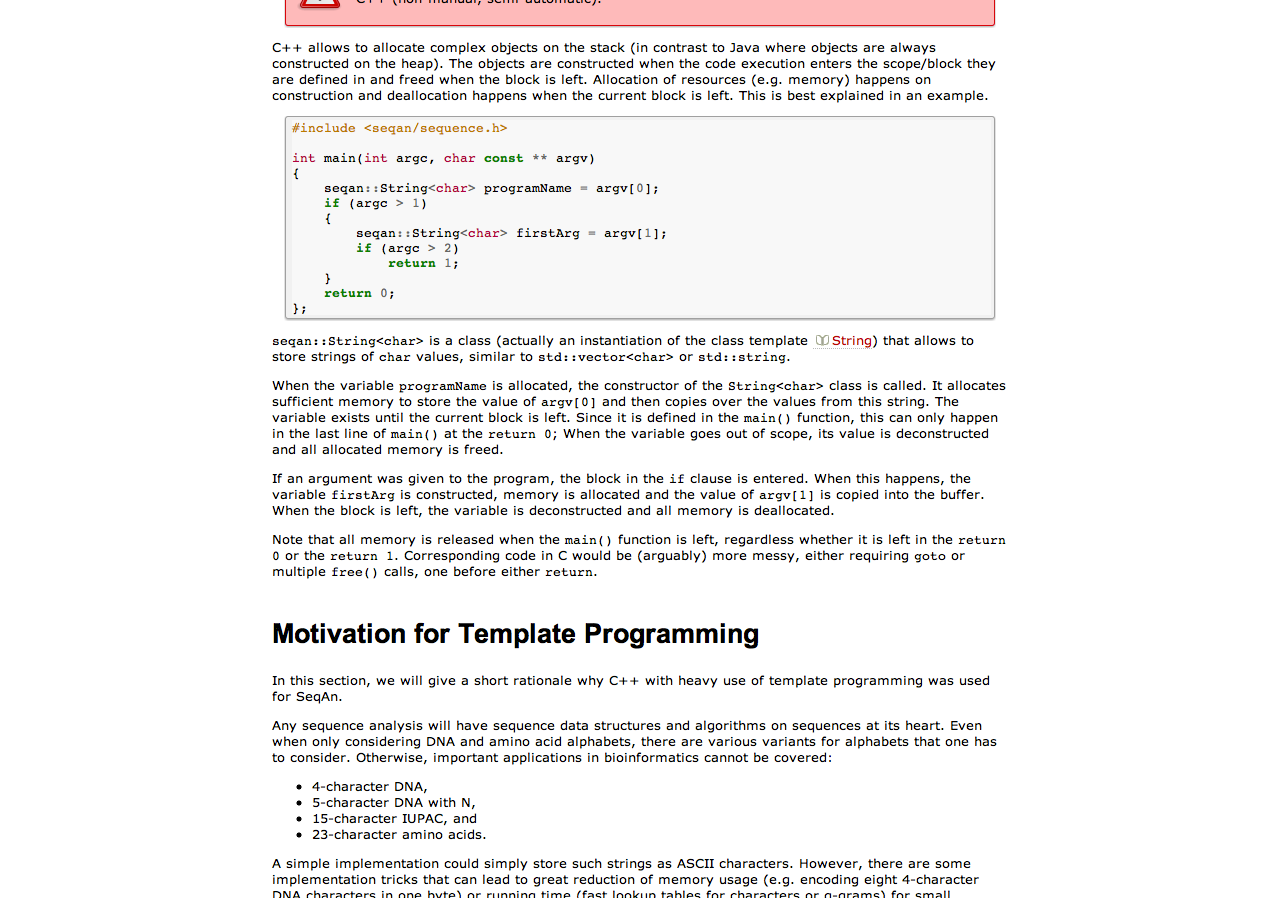 C++ (non-manual, semi-automatic).
C++ allows to allocate complex objects on the stack (in contrast to Java where objects are always
constructed on the heap). The objects are constructed when the code execution enters the scope/block they
are defined in and freed when the block is left. Allocation of resources (e.g. memory) happens on
construction and deallocation happens when the current block is left. This is best explained in an example.
#include <seqan/sequence.h>
int main(int argc, char const ** argv)
{
    seqan::String<char> programName = argv[0];
    if (argc > 1)
    {
        seqan::String<char> firstArg = argv[1];
        if (argc > 2)
            return 1;
    }
    return 0;
};
seqan::String<char> is a class (actually an instantiation of the class template String) that allows to
store strings of char values, similar to std::vector<char> or std::string.
When the variable programName is allocated, the constructor of the String<char> class is called. It allocates
sufficient memory to store the value of argv[0] and then copies over the values from this string. The
variable exists until the current block is left. Since it is defined in the main() function, this can only happen
in the last line of main() at the return 0; When the variable goes out of scope, its value is deconstructed
and all allocated memory is freed.
If an argument was given to the program, the block in the if clause is entered. When this happens, the
variable firstArg is constructed, memory is allocated and the value of argv[1] is copied into the buffer.
When the block is left, the variable is deconstructed and all memory is deallocated.
Note that all memory is released when the main() function is left, regardless whether it is left in the return
0 or the return 1. Corresponding code in C would be (arguably) more messy, either requiring goto or
multiple free() calls, one before either return.
Motivation for Template Programming
In this section, we will give a short rationale why C++ with heavy use of template programming was used
for SeqAn.
Any sequence analysis will have sequence data structures and algorithms on sequences at its heart. Even
when only considering DNA and amino acid alphabets, there are various variants for alphabets that one has
to consider. Otherwise, important applications in bioinformatics cannot be covered:
• 4-character DNA,
• 5-character DNA with N,
• 15-character IUPAC, and
• 23-character amino acids.
A simple implementation could simply store such strings as ASCII characters. However, there are some
implementation tricks that can lead to great reduction of memory usage (e.g. encoding eight 4-character
DNA characters in one byte) or running time (fast lookup tables for characters or q-grams) for small